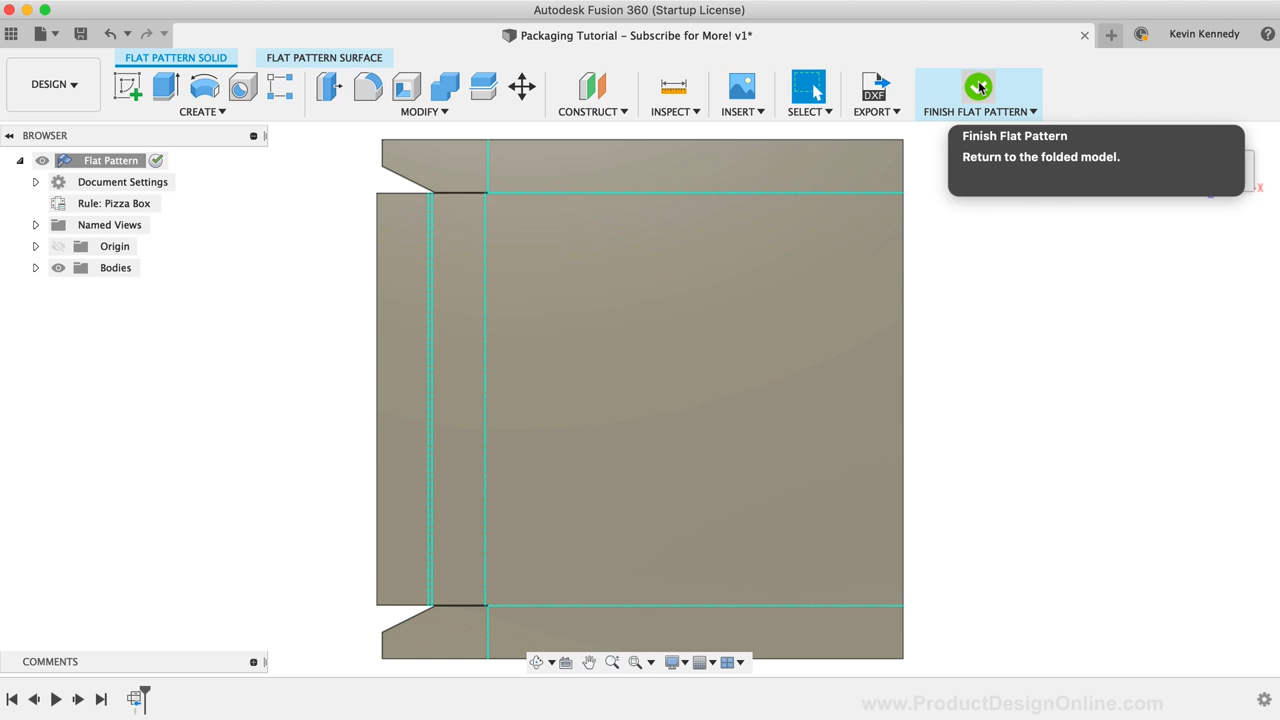 Autodesk Fusion 360 (Startup License)
Packaging Tutorial – Subscribe for More! v1*
Kevin Kennedy
FLAT PATTERN SOLID
FLAT PATTERN SURFACE
DESIGN
CREATE
MODIFY
CONSTRUCT
INSPECT
INSERT
SELECT
DXF
EXPORT
FINISH FLAT PATTERN
BROWSER
Finish Flat Pattern
Return to the folded model.
Flat Pattern
Document Settings
Rule: Pizza Box
Named Views
Origin
Bodies
X
COMMENTS
www.ProductDesignOnline.com